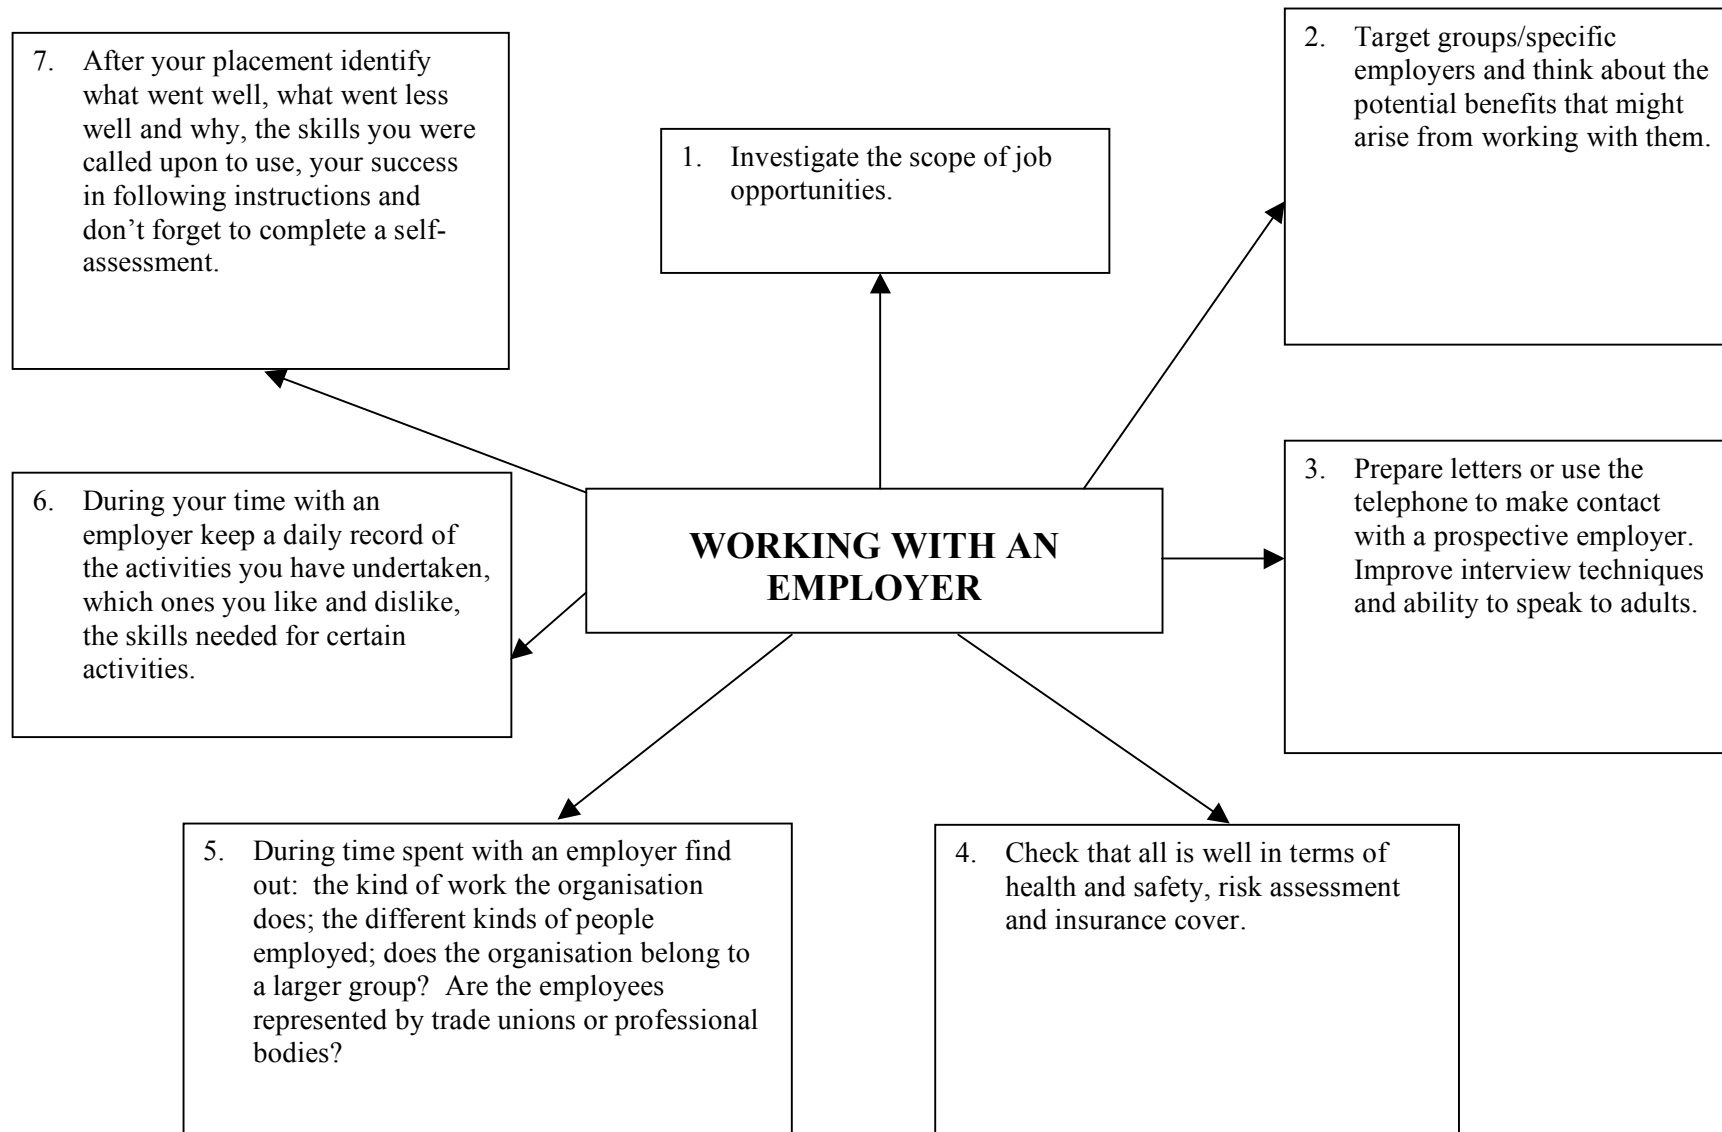 7. After your placement identify
what went well, what went less
well and why, the skills you were
called upon to use, your success
in following instructions and
don’t forget to complete a self-
assessment.
1. Investigate the scope of job
opportunities.
2. Target groups/specific
employers and think about the
potential benefits that might
arise from working with them.
6. During your time with an
employer keep a daily record of
the activities you have undertaken,
which ones you like and dislike,
the skills needed for certain
activities.
WORKING WITH AN
EMPLOYER
3. Prepare letters or use the
telephone to make contact
with a prospective employer.
Improve interview techniques
and ability to speak to adults.
5. During time spent with an employer find
out:  the kind of work the organisation
does; the different kinds of people
employed; does the organisation belong to
a larger group?  Are the employees
represented by trade unions or professional
bodies?
4. Check that all is well in terms of
health and safety, risk assessment
and insurance cover.